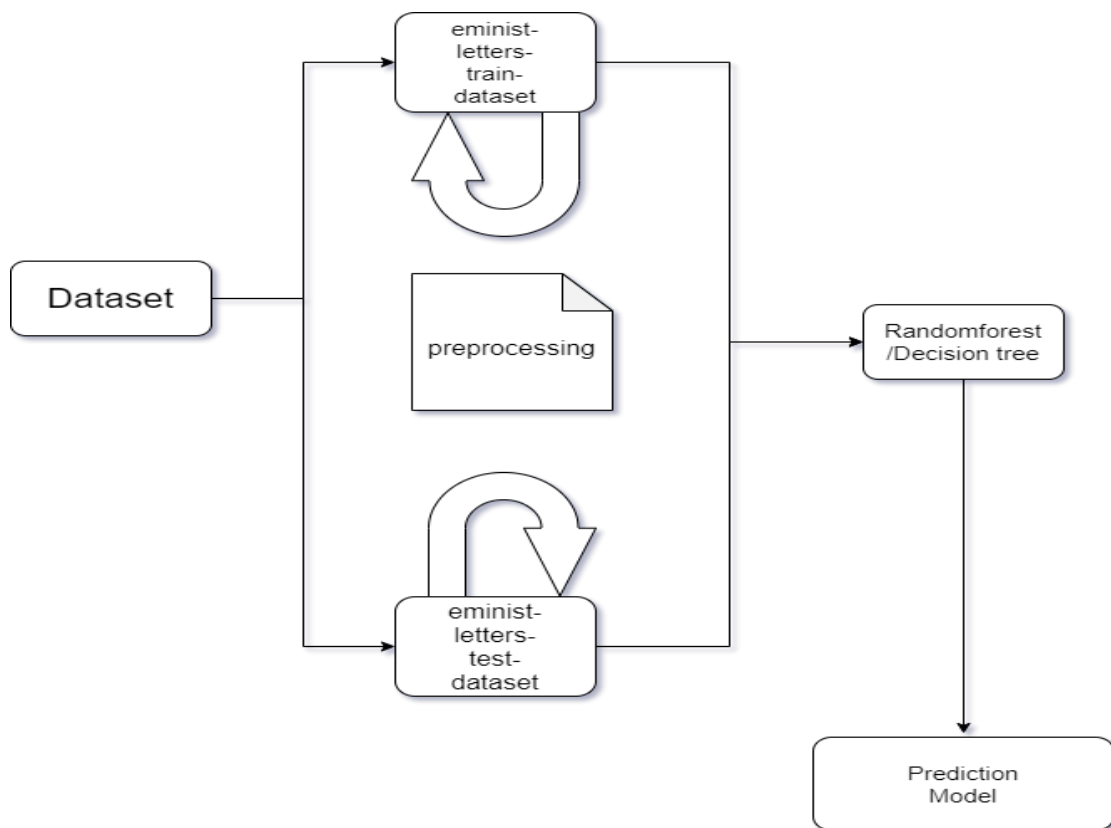 eminist-
letters-
train-
dataset
Dataset
preprocessing
Randomforest
/Decision tree
eminist-
letters-
test-
dataset
Prediction
Model